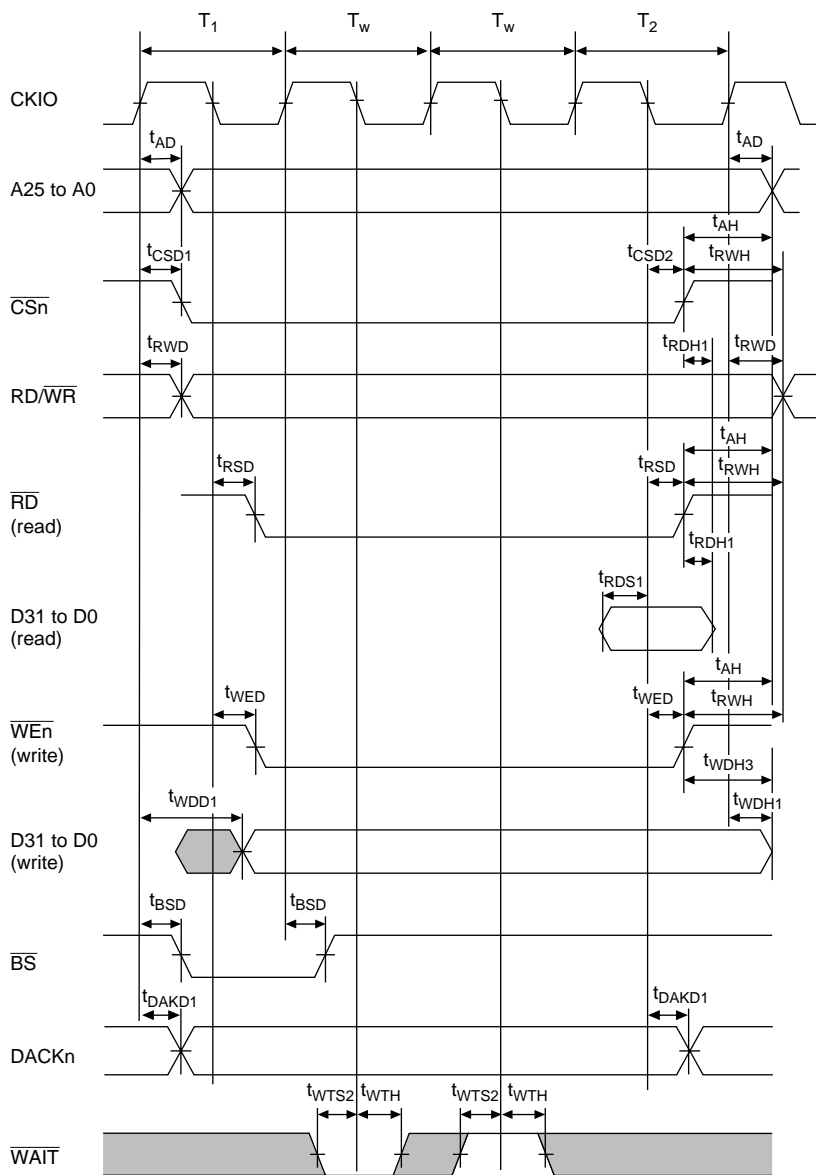 T1 Tw Tw T2
CKIO
tAD tAD
A25 to A0
tAH
tCSD1 tCSD2 tRWH
CSn
tRWD tRDH1 tRWD
RD/WR
tAH
tRSD tRSD tRWH
RD
(read)
tRDH1
tRDS1
D31 to D0
(read)
tAH
tWED tWED tRWH
WEn
(write)
tWDH3
tWDD1 tWDH1
D31 to D0
(write)
tBSD tBSD
BS
tDAKD1 tDAKD1
DACKn
tWTS2 tWTH tWTS2 tWTH
WAIT